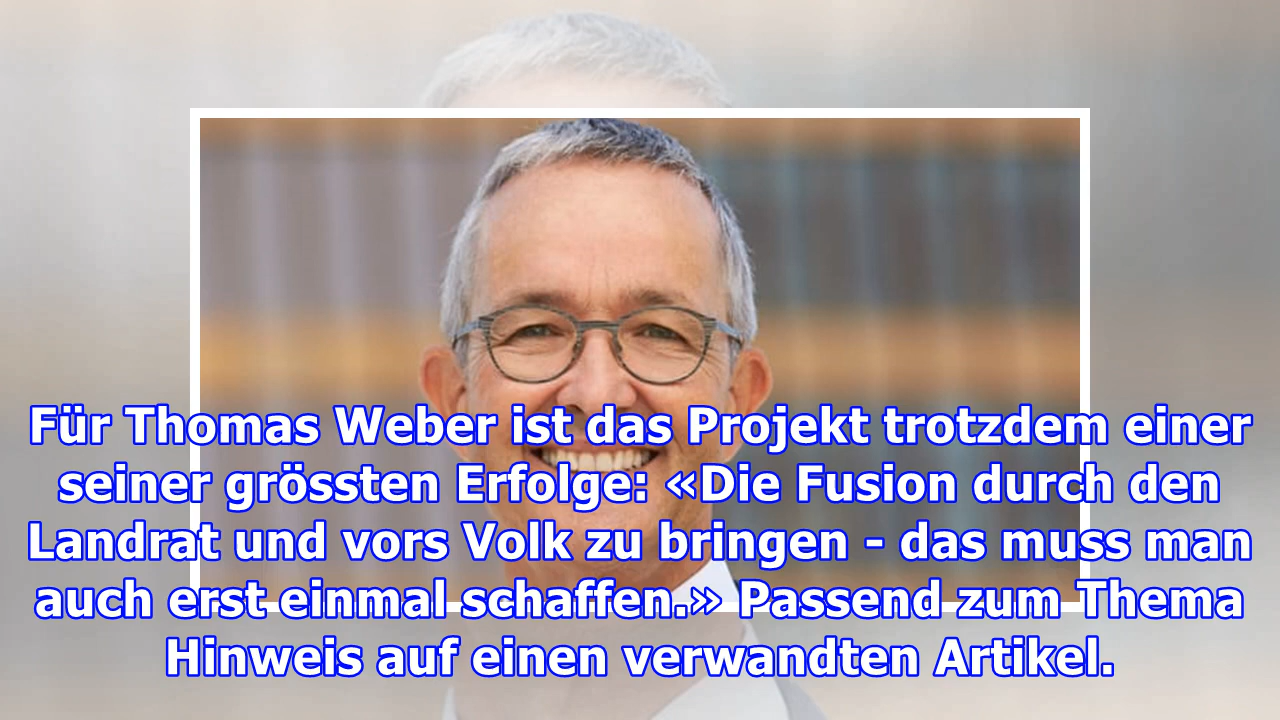 Für Thomas Weber ist das Projekt trotzdem einer
seiner grössten Erfolge: «Die Fusion durch den
Landrat und vors Volk zu bringen - das muss man
auch erst einmal schaffen.» Passend zum Thema
Hinweis auf einen verwandten Artikel.